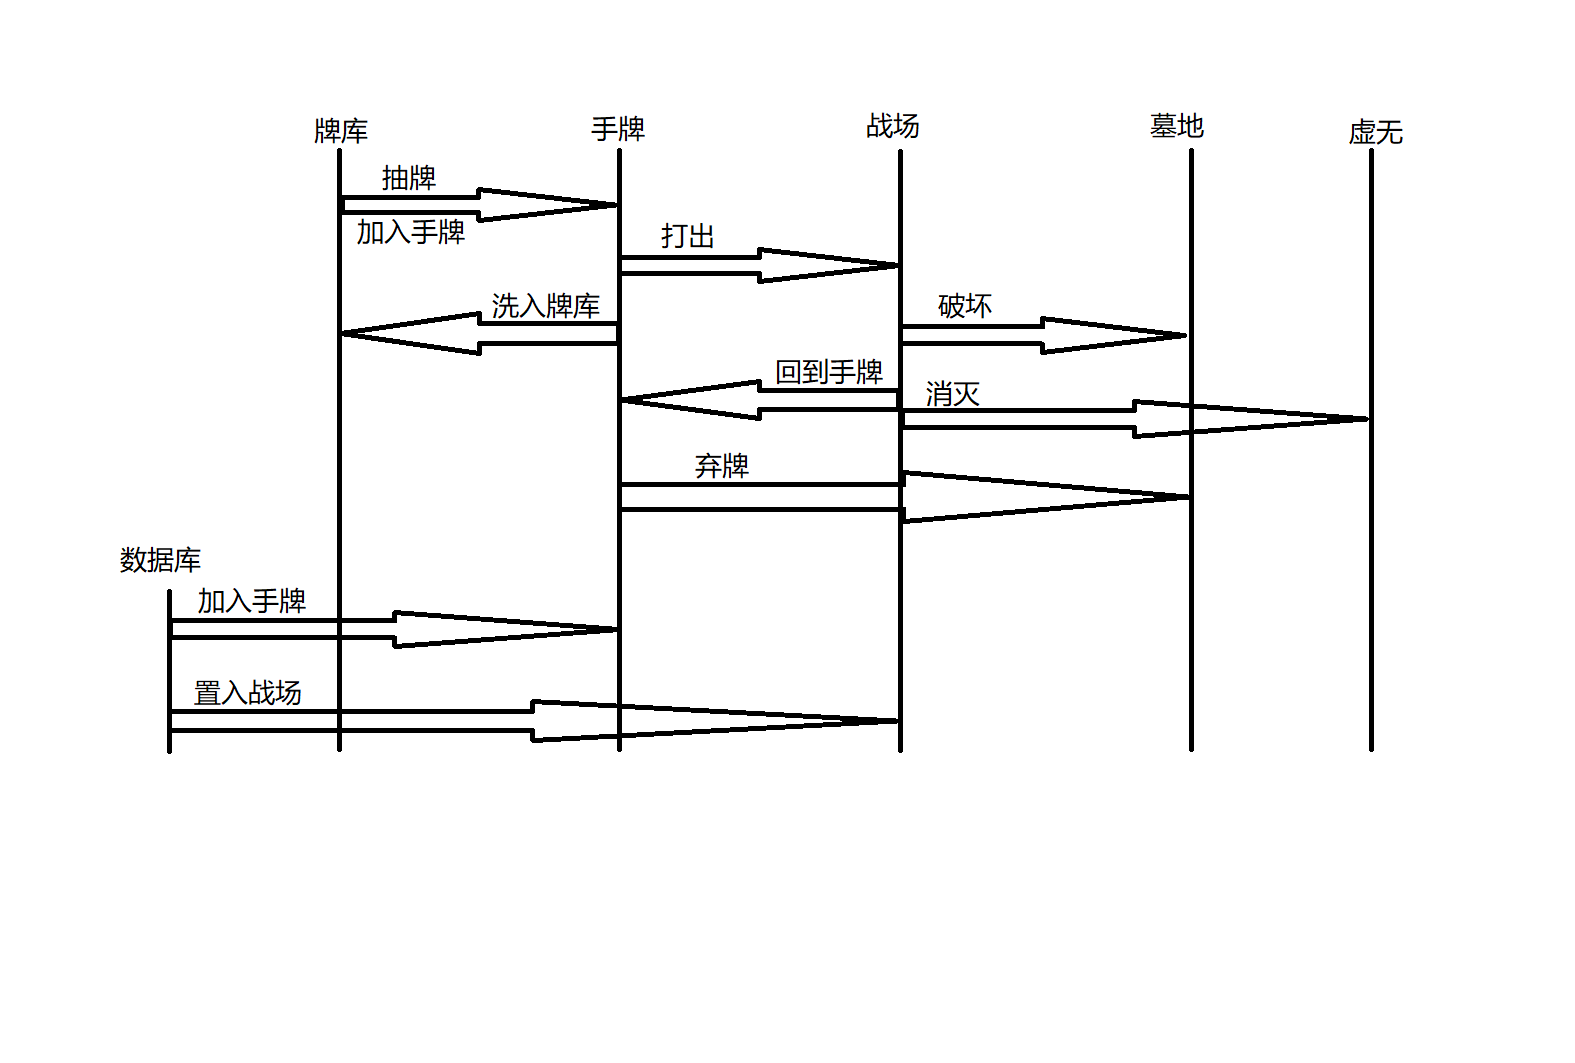 牌库
手牌
战场
墓地
虚无
抽牌
加入手牌
打出
洗入牌库
破坏
回到手牌
消灭
弃牌
数据库
加入手牌
置入战场